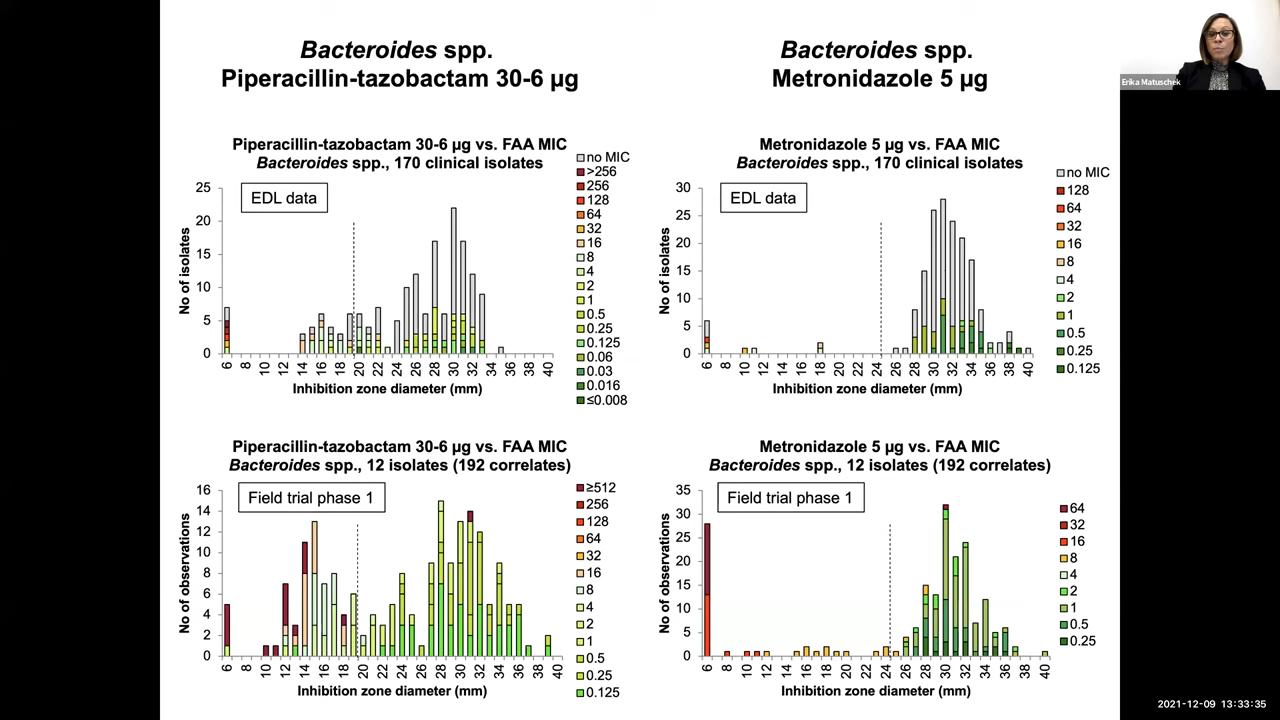 Bacteroides spp.
Piperacillin-tazobactam 30-6 µg
Bacteroides spp.
Metronidazole 5 µg
Erika Matuschek
Piperacillin-tazobactam 30-6 µg vs. FAA MIC
Bacteroides spp., 170 clinical isolates
EDL data
No of isolates
25
20
15
10
5
0
6 8 10 12 14 16 18 20 22 24 26 28 30 32 34 36 38 40
Inhibition zone diameter (mm)
no MIC
>256
256
128
64
32
16
8
4
2
1
0.5
0.25
0.125
0.06
0.03
0.016
≤0.008
Metronidazole 5 µg vs. FAA MIC
Bacteroides spp., 170 clinical isolates
EDL data
No of isolates
30
25
20
15
10
5
0
6 8 10 12 14 16 18 20 22 24 26 28 30 32 34 36 38 40
Inhibition zone diameter (mm)
no MIC
128
64
32
16
8
4
2
1
0.5
0.25
0.125
Piperacillin-tazobactam 30-6 µg vs. FAA MIC
Bacteroides spp., 12 isolates (192 correlates)
Field trial phase 1
No of observations
16
14
12
10
8
6
4
2
0
6 8 10 12 14 16 18 20 22 24 26 28 30 32 34 36 38 40
Inhibition zone diameter (mm)
≥512
256
128
64
32
16
8
4
2
1
0.5
0.25
0.125
Metronidazole 5 µg vs. FAA MIC
Bacteroides spp., 12 isolates (192 correlates)
Field trial phase 1
No of observations
35
30
25
20
15
10
5
0
6 8 10 12 14 16 18 20 22 24 26 28 30 32 34 36 38 40
Inhibition zone diameter (mm)
64
32
16
8
4
2
1
0.5
0.25
2021-12-09 13:33:35